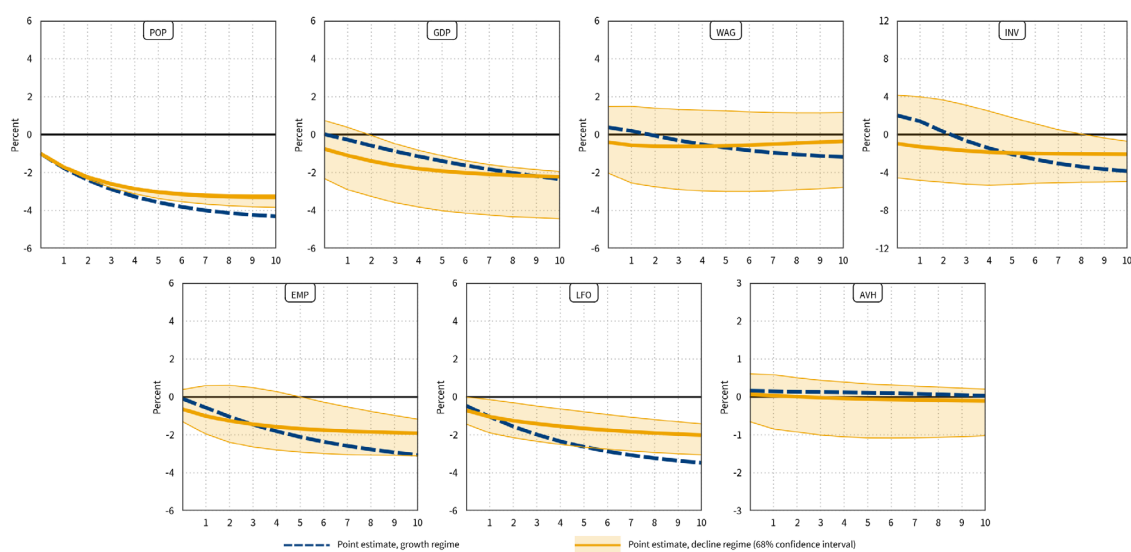 POP
GDP
WAG
INV
6 6 6 12
4 4 4 8
2 2 2 4
Percent 0 Percent 0 Percent 0 Percent 0
-2 -2 -2 -4
-4 -4 -4 -8
-6 -6 -6 -12
1 2 3 4 5 6 7 8 9 10 1 2 3 4 5 6 7 8 9 10 1 2 3 4 5 6 7 8 9 10 1 2 3 4 5 6 7 8 9 10
EMP
LFO
AVH
6 6 3
4 4 2
2 2 1
Percent 0 Percent 0 Percent 0
-2 -2 -1
-4 -4 -2
-6 -6 -3
1 2 3 4 5 6 7 8 9 10 1 2 3 4 5 6 7 8 9 10 1 2 3 4 5 6 7 8 9 10
Point estimate, growth regime
Point estimate, decline regime (68% confidence interval)